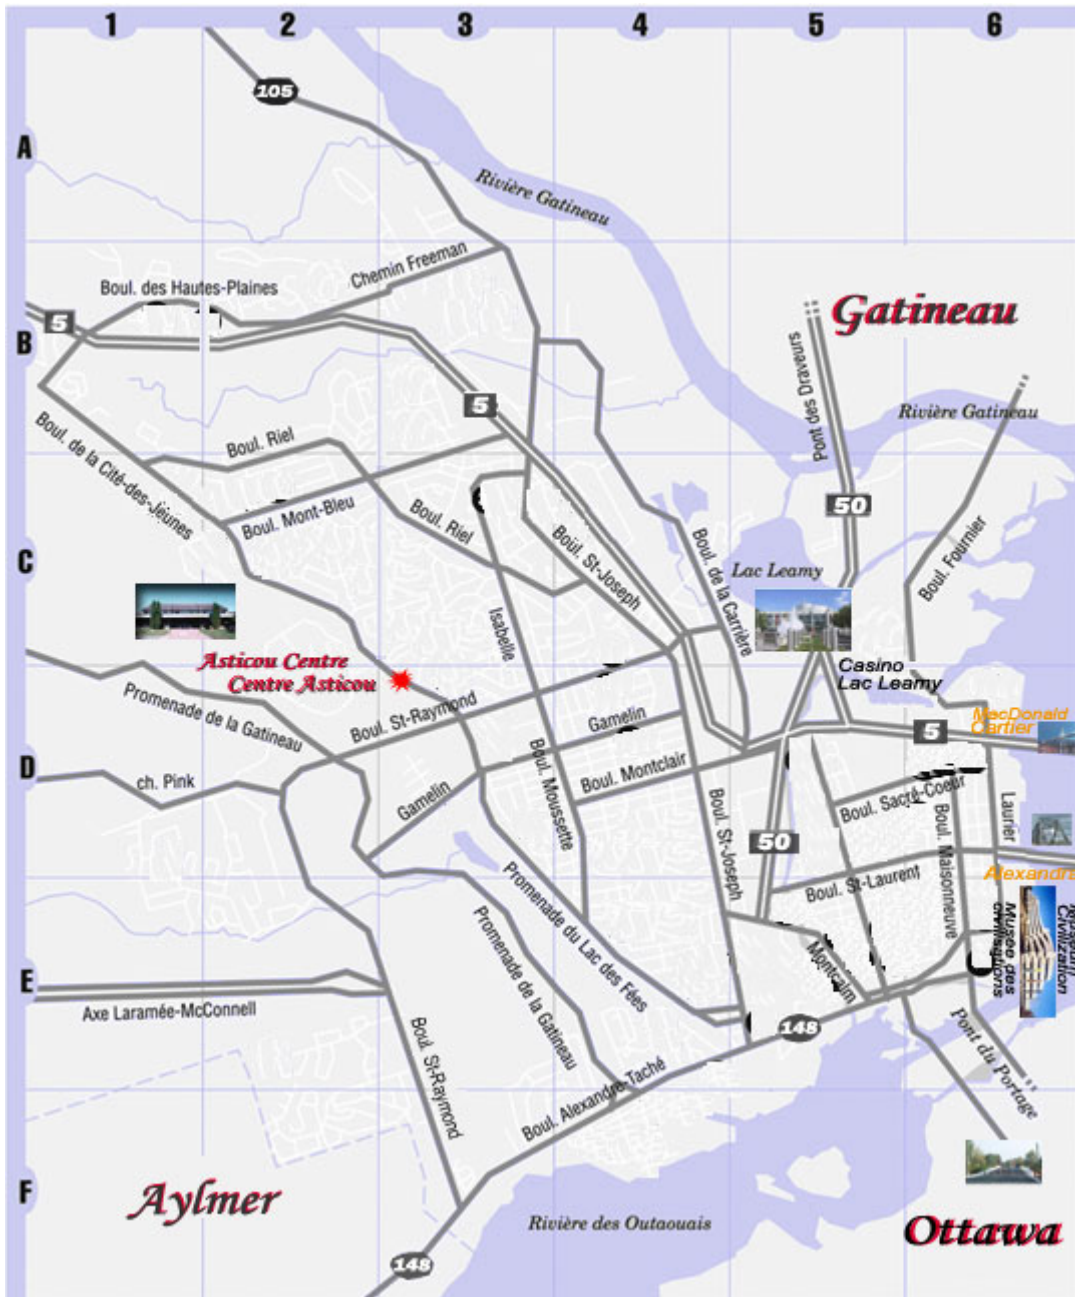 1 2 3 4 5 6
A
B
C
D
E
F
105
Rivière Gatineau
Chemin Freeman
Boul. des Hautes-Plaines
5
Gatineau
Pont des Draveurs
5
Rivière Gatineau
Boul. Riel
Boul. de la Cité-des-Jeunes
Boul. Mont-Bleu
Boul. Riel
50
Boul. St-Joseph
Boul. de la Carrière
Lac Leamy
Boul. Fournier
Isabelle
Asticou Centre
Centre Asticou
Casino
Lac Leamy
Promenade de la Gatineau
Boul. St-Raymond
Gamelin
MacDonald
Cartier
5
ch. Pink
Gamelin
Boul. Moussette
Boul. Montclair
Boul. St-Joseph
Boul. Sacré-Coeur
Boul. Maisonneuve
Laurier
50
Boul. St-Laurent
Alexandra
Promenade du Lac des Fées
Promenade de la Gatineau
Montcalm
Civilization
Musée des
civilisations
Axe Laramée-McConnell
Boul. St-Raymond
148
Pont du Portage
Boul. Alexandre-Taché
Aylmer
Rivière des Outaouais
Ottawa
148